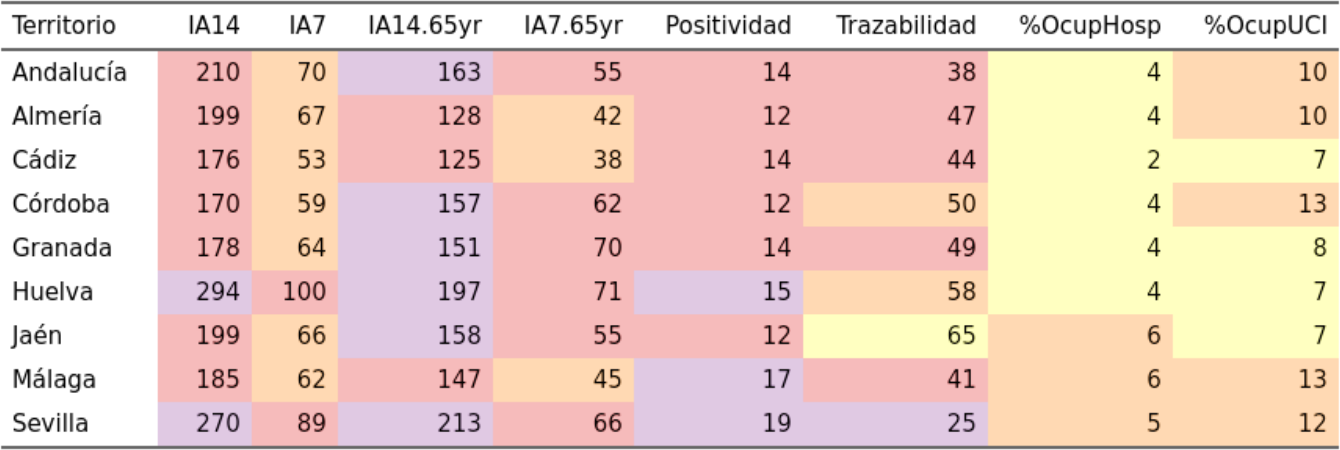 Territorio IA14 IA7 IA14.65yr IA7.65yr Positividad Trazabilidad %OcupHosp %OcupUCI
Andalucía 210 70 163 55 14 38 4 10
Almería 199 67 128 42 12 47 4 10
Cádiz 176 53 125 38 14 44 2 7
Córdoba 170 59 157 62 12 50 4 13
Granada 178 64 151 70 14 49 4 8
Huelva 294 100 197 71 15 58 4 7
Jaén 199 66 158 55 12 65 6 7
Málaga 185 62 147 45 17 41 6 13
Sevilla 270 89 213 66 19 25 5 12